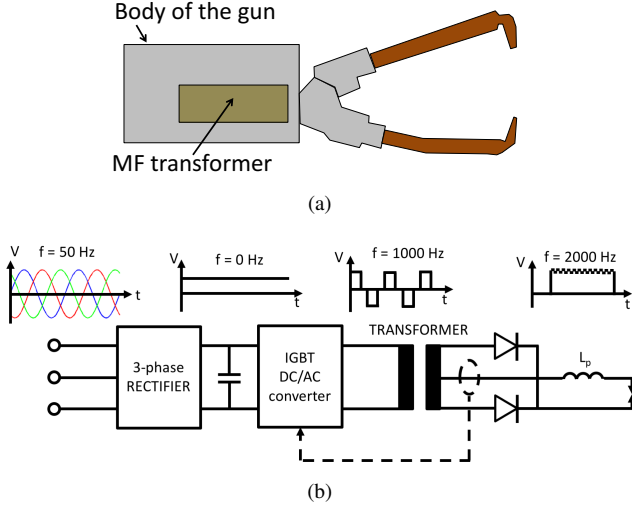 Body of the gun
MF transformer
(a)
V
f = 50 Hz
t
V
f = 0 Hz
t
V
f = 1000 Hz
t
V
f = 2000 Hz
t
3-phase
RECTIFIER
IGBT
DC/AC
converter
TRANSFORMER
Lp
(b)